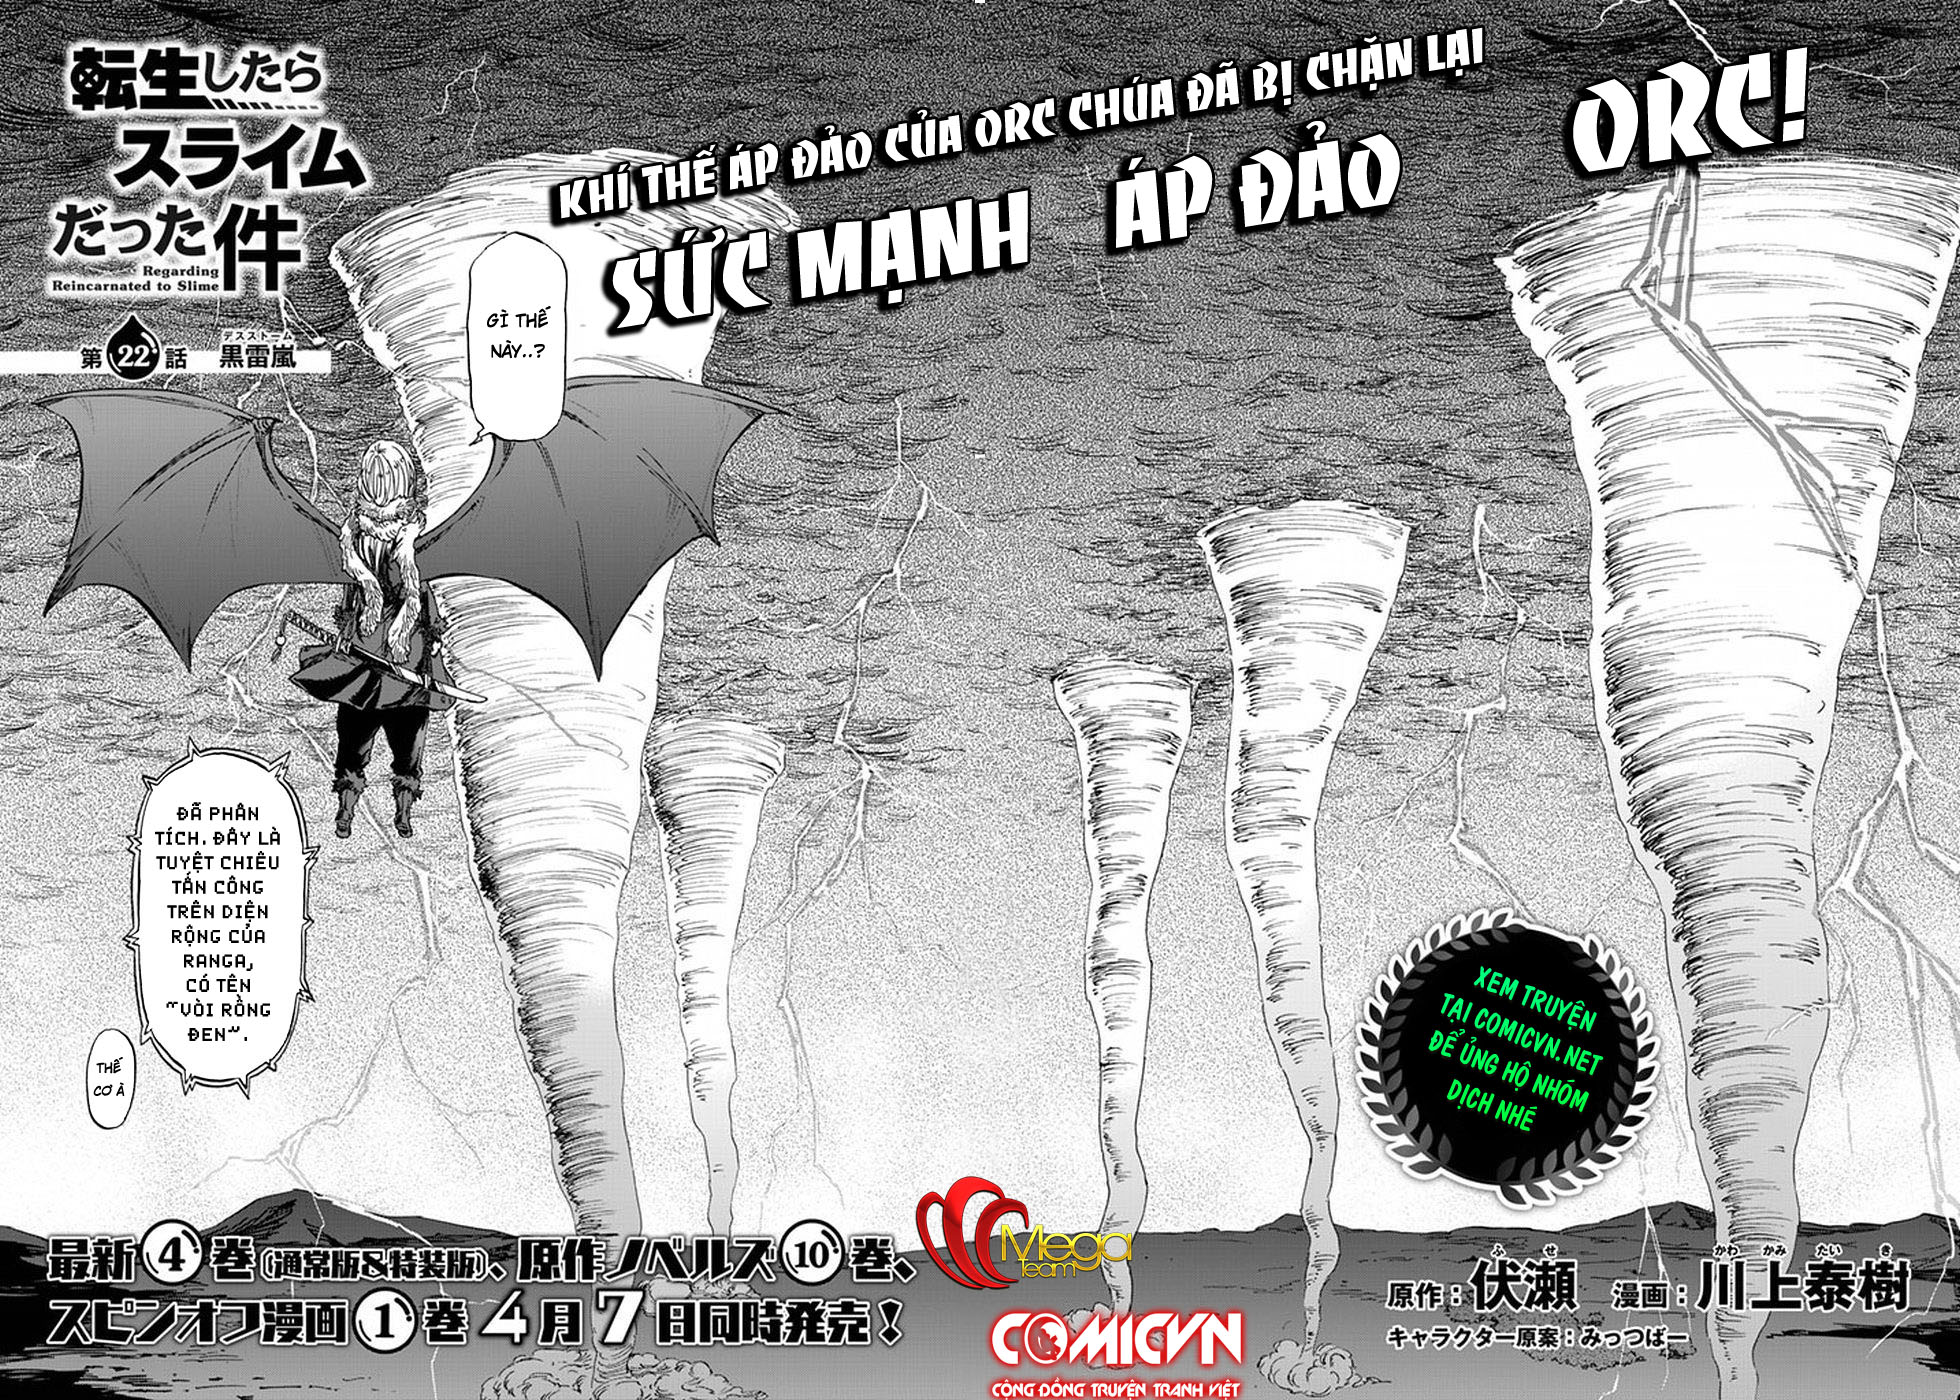 転生したら
スライム
だった件
Regarding
Reincarnated to Slime
デスストーム
第22話 黒雷嵐
KHÍ THẾ ÁP ĐẢO CỦA ORC CHÚA ĐÃ BỊ CHẶN LẠI
SỨC MẠNH ÁP ĐẢO ORC!
GÌ THẾ
NÀY..?
ĐÃ PHÂN
TÍCH. ĐÂY LÀ
TUYỆT CHIÊU
TẤN CÔNG
TRÊN DIỆN
RỘNG CỦA
RANGA,
CÓ TÊN
"VÒI RỒNG
ĐEN".
THẾ
CƠ À
XEM TRUYỆN
TẠI COMICVN.NET
ĐỂ ỦNG HỘ NHÓM
DỊCH NHÉ
最新4巻(通常版&特装版)、原作ノベルズ10巻、
スピンオフ漫画1巻 4月7日同時発売!
Mega
Team
COMICVN
CỘNG ĐỒNG TRUYỆN TRANH VIỆT
ふせ かわかみたいき
原作:伏瀬 漫画:川上泰樹
キャラクター原案:みっつばー